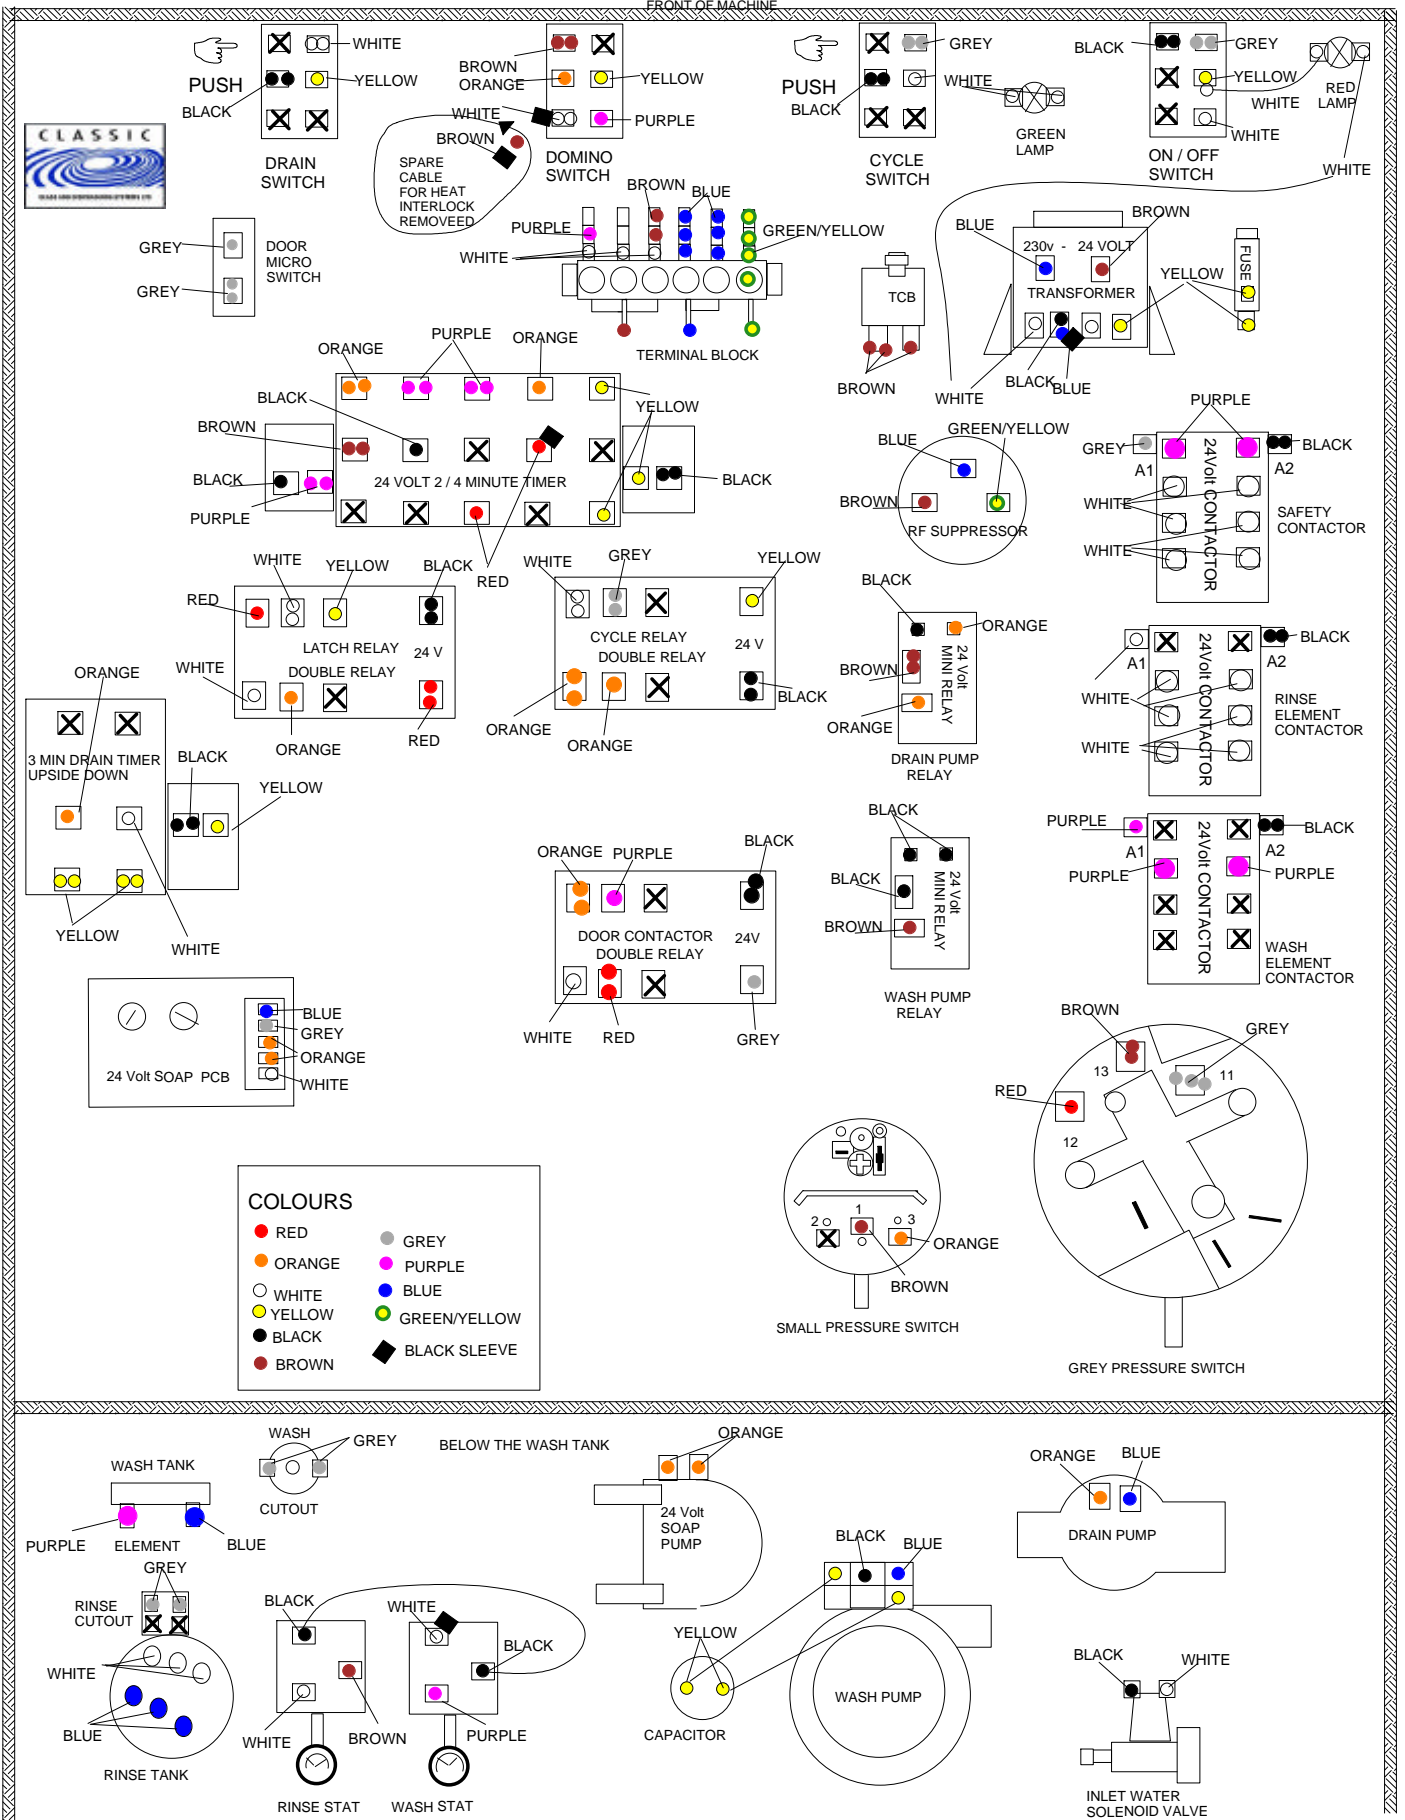 FRONT OF MACHINE
PUSH
WHITE
YELLOW
BLACK
DRAIN
SWITCH
CLASSIC
BROWN
ORANGE
YELLOW
WHITE
PURPLE
BROWN
DOMINO
SWITCH
SPARE
CABLE
FOR HEAT
INTERLOCK
REMOVEED
PUSH
GREY
WHITE
BLACK
CYCLE
SWITCH
GREEN
LAMP
BLACK
GREY
YELLOW
WHITE
WHITE
RED
LAMP
WHITE
ON / OFF
SWITCH
GREY
GREY
DOOR
MICRO
SWITCH
BROWN
BLUE
PURPLE
GREEN/YELLOW
WHITE
TERMINAL BLOCK
TCB
BROWN
BLUE
BROWN
230v - 24 VOLT
TRANSFORMER
YELLOW
FUSE
WHITE
BLACK
BLUE
ORANGE
PURPLE
ORANGE
BLACK
YELLOW
BROWN
BLACK
PURPLE
24 VOLT 2 / 4 MINUTE TIMER
BLACK
RED
BLUE
GREEN/YELLOW
BROWN
RF SUPPRESSOR
PURPLE
GREY
BLACK
A1
A2
24Volt CONTACTOR
WHITE
WHITE
SAFETY
CONTACTOR
WHITE
YELLOW
BLACK
RED
LATCH RELAY
24 V
DOUBLE RELAY
WHITE
ORANGE
RED
WHITE
GREY
YELLOW
CYCLE RELAY
DOUBLE RELAY
24 V
BLACK
ORANGE
ORANGE
BLACK
ORANGE
BROWN
24 Volt
MINI RELAY
ORANGE
DRAIN PUMP
RELAY
BLACK
A1
A2
24Volt CONTACTOR
WHITE
WHITE
RINSE
ELEMENT
CONTACTOR
ORANGE
3 MIN DRAIN TIMER
UPSIDE DOWN
BLACK
YELLOW
YELLOW
WHITE
ORANGE
PURPLE
BLACK
DOOR CONTACTOR
DOUBLE RELAY
24V
WHITE
RED
GREY
BLACK
BLACK
BROWN
24 Volt
MINI RELAY
WASH PUMP
RELAY
PURPLE
BLACK
A1
A2
24Volt CONTACTOR
PURPLE
PURPLE
WASH
ELEMENT
CONTACTOR
24 Volt SOAP PCB
BLUE
GREY
ORANGE
WHITE
BROWN
GREY
13
11
RED
12
GREY PRESSURE SWITCH
2
1
3
ORANGE
BROWN
SMALL PRESSURE SWITCH
COLOURS
RED
ORANGE
WHITE
YELLOW
BLACK
BROWN
GREY
PURPLE
BLUE
GREEN/YELLOW
BLACK SLEEVE
BELOW THE WASH TANK
WASH
GREY
CUTOUT
WASH TANK
PURPLE
ELEMENT
BLUE
GREY
RINSE
CUTOUT
WHITE
BLUE
RINSE TANK
BLACK
WHITE
BROWN
RINSE STAT
WHITE
BLACK
PURPLE
WASH STAT
ORANGE
24 Volt
SOAP
PUMP
YELLOW
CAPACITOR
BLACK
BLUE
WASH PUMP
ORANGE
BLUE
DRAIN PUMP
BLACK
WHITE
INLET WATER
SOLENOID VALVE